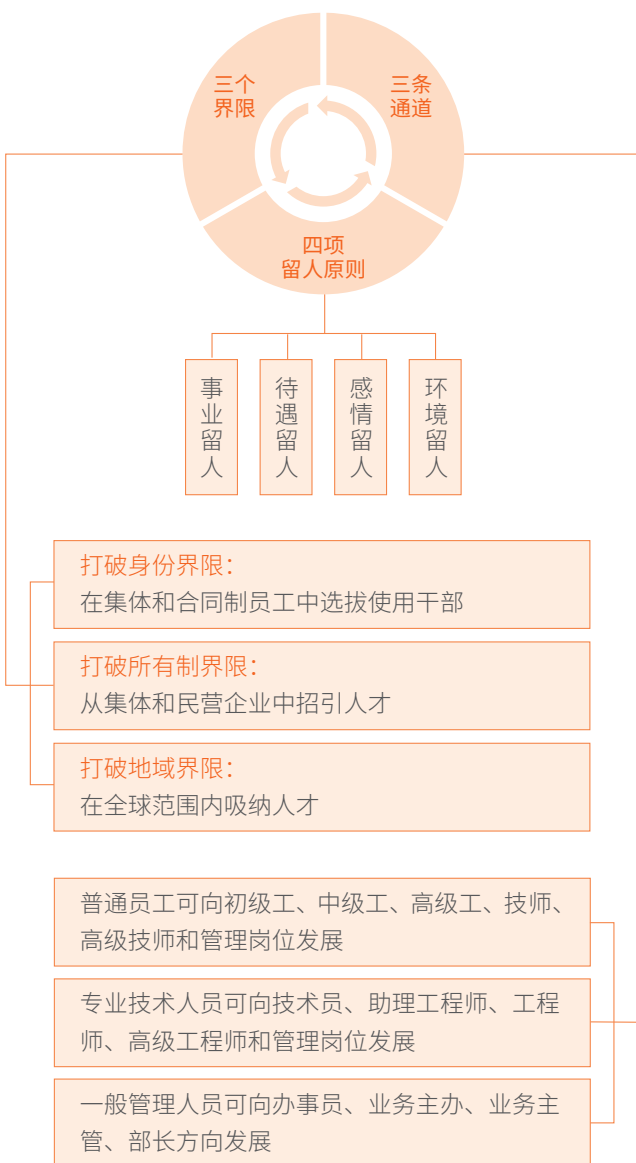 三个
界限
三条
通道
四项
留人原则
事业留人
待遇留人
感情留人
环境留人
打破身份界限：
在集体和合同制员工中选拔使用干部
打破所有制界限：
从集体和民营企业中招引人才
打破地域界限：
在全球范围内吸纳人才
普通员工可向初级工、中级工、高级工、技师、
高级技师和管理岗位发展
专业技术人员可向技术员、助理工程师、工程
师、高级工程师和管理岗位发展
一般管理人员可向办事员、业务主办、业务主
管、部长方向发展